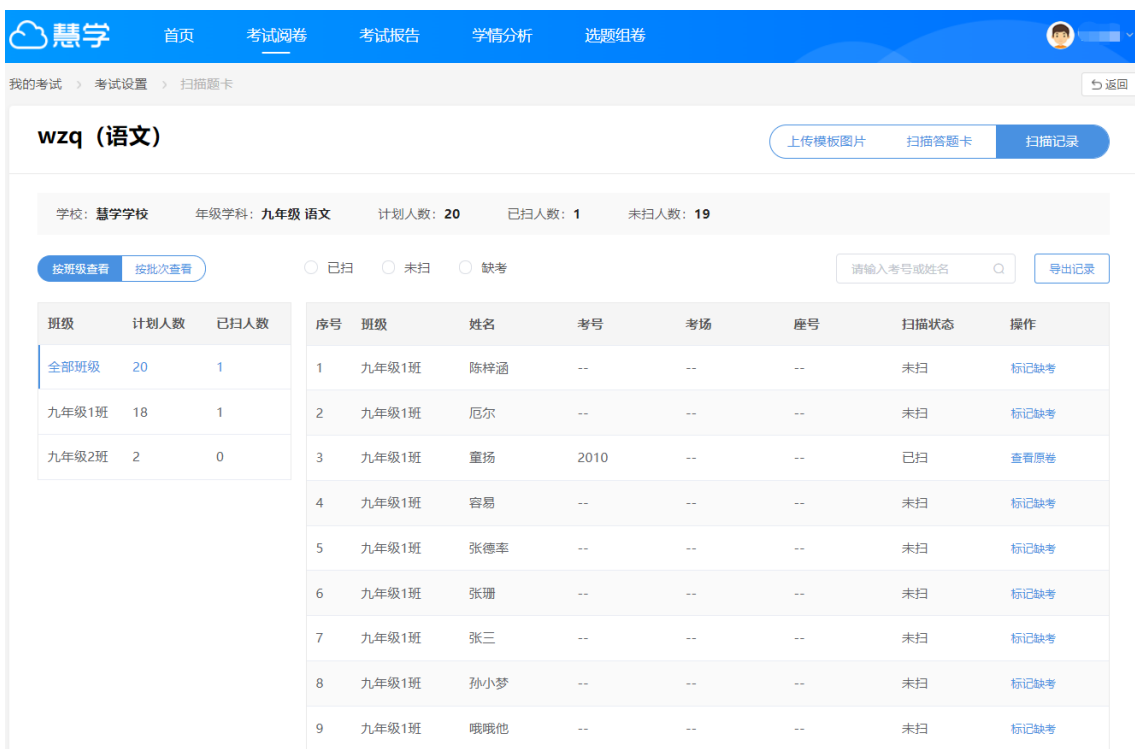 慧学 首页 考试阅卷 考试报告 学情分析 选题组卷
我的考试 > 考试设置 > 扫描题卡 返回
wzq（语文） 上传模板图片 扫描答题卡 扫描记录
学校：慧学学校 年级学科：九年级 语文 计划人数：20 已扫人数：1 未扫人数：19
按班级查看 按批次查看 已扫 未扫 缺考 请输入考号或姓名 导出记录
班级 计划人数 已扫人数
全部班级 20 1
九年级1班 18 1
九年级2班 2 0
序号 班级 姓名 考号 考场 座号 扫描状态 操作
1 九年级1班 陈梓涵 -- -- -- 未扫 标记缺考
2 九年级1班 厄尔 -- -- -- 未扫 标记缺考
3 九年级1班 童扬 2010 -- -- 已扫 查看原卷
4 九年级1班 容易 -- -- -- 未扫 标记缺考
5 九年级1班 张德率 -- -- -- 未扫 标记缺考
6 九年级1班 张珊 -- -- -- 未扫 标记缺考
7 九年级1班 张三 -- -- -- 未扫 标记缺考
8 九年级1班 孙小梦 -- -- -- 未扫 标记缺考
9 九年级1班 哦哦他 -- -- -- 未扫 标记缺考